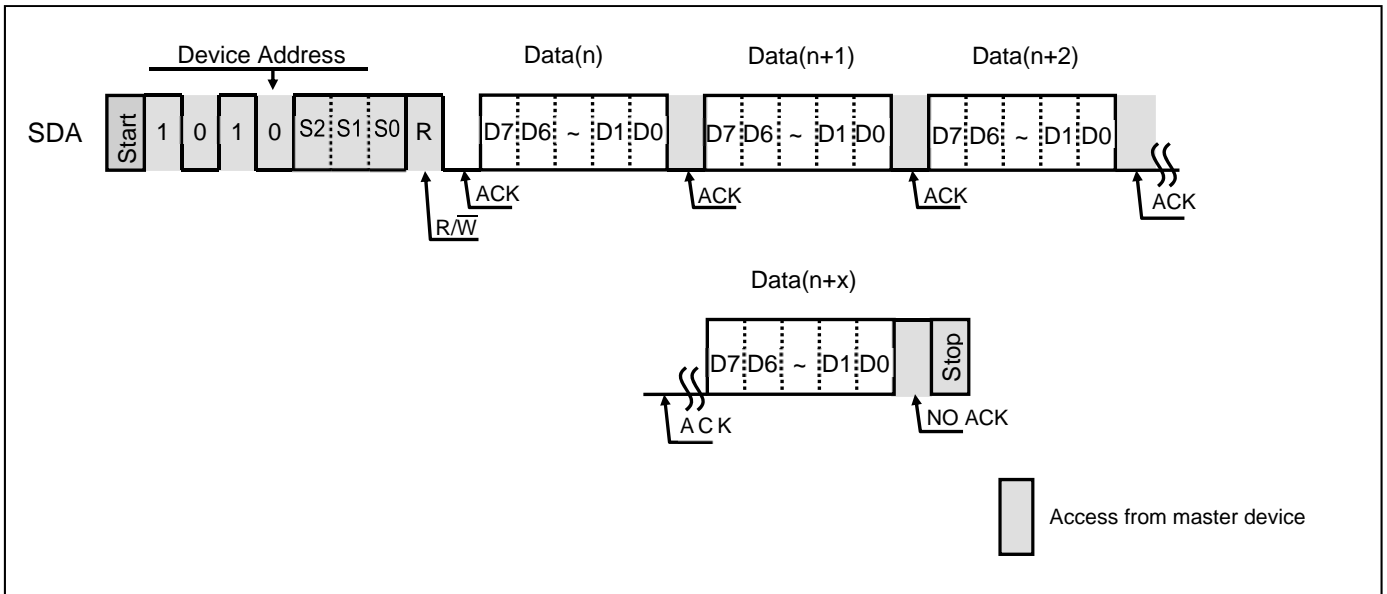 Device Address Data(n) Data(n+1) Data(n+2)
SDA Start 1 0 1 0 S2 S1 S0 R D7 D6 ~ D1 D0 D7 D6 ~ D1 D0 D7 D6 ~ D1 D0
ACK ACK ACK ACK
R/W̅
Data(n+x)
D7 D6 ~ D1 D0 Stop
ACK NO ACK
Access from master device